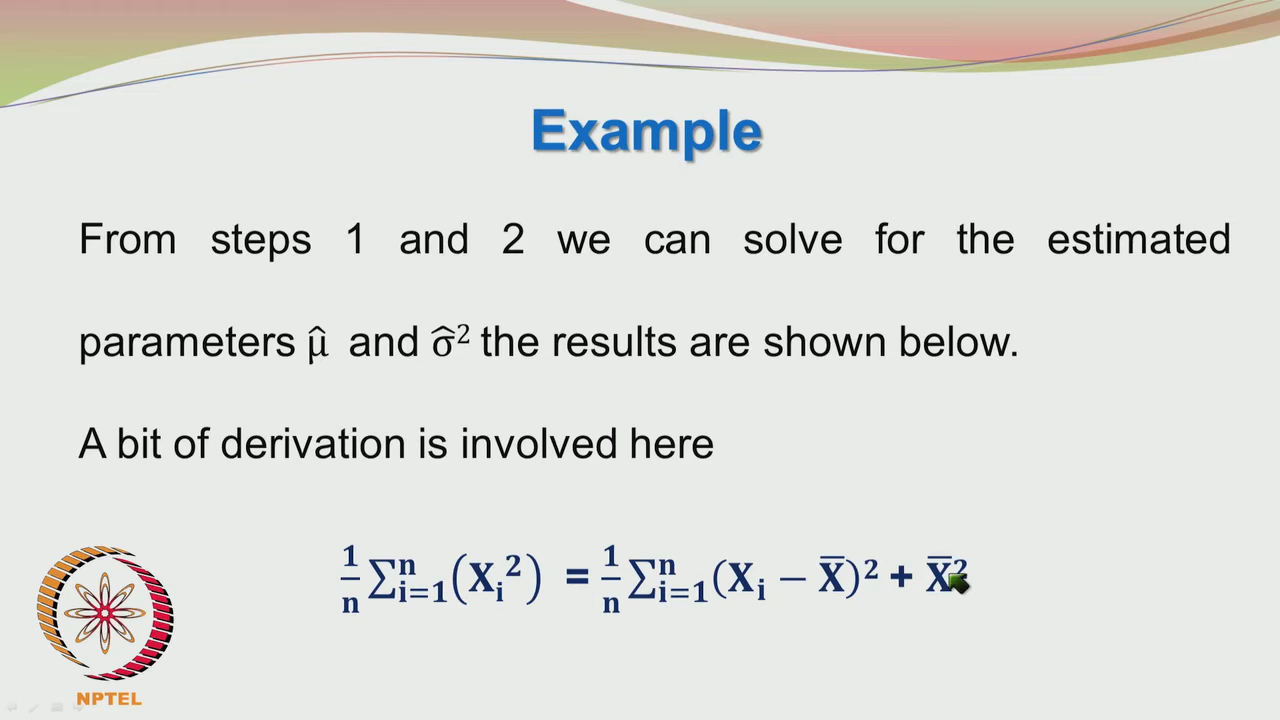 Example
From steps 1 and 2 we can solve for the estimated
parameters μ̂ and σ̂² the results are shown below.
A bit of derivation is involved here
1/n ∑ⁿᵢ₌₁(Xᵢ²) = 1/n ∑ⁿᵢ₌₁(Xᵢ − X̅)² + X̅²
NPTEL